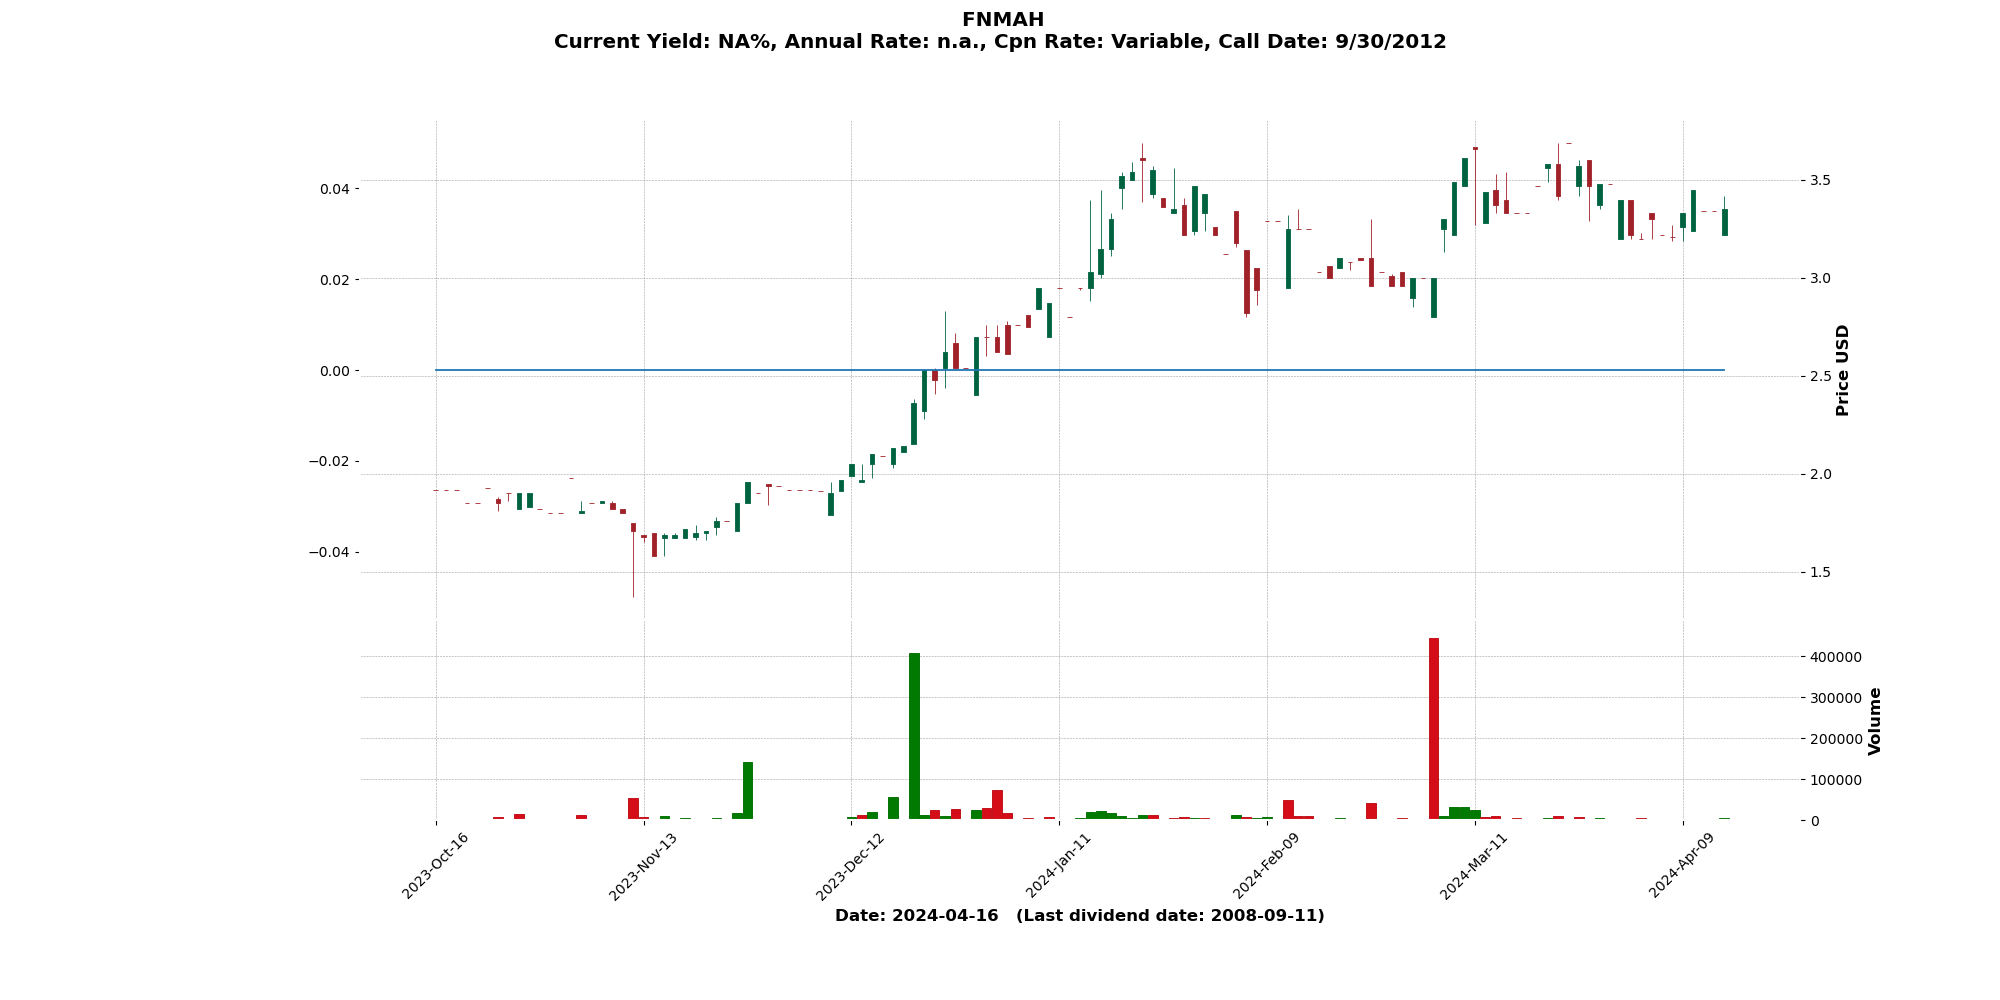 FNMAH
Current Yield: NA%, Annual Rate: n.a., Cpn Rate: Variable, Call Date: 9/30/2012
0.04
0.02
0.00
−0.02
−0.04
3.5
3.0
2.5
2.0
1.5
Price USD
400000
300000
200000
100000
0
Volume
2023-Oct-16
2023-Nov-13
2023-Dec-12
2024-Jan-11
2024-Feb-09
2024-Mar-11
2024-Apr-09
Date: 2024-04-16 (Last dividend date: 2008-09-11)